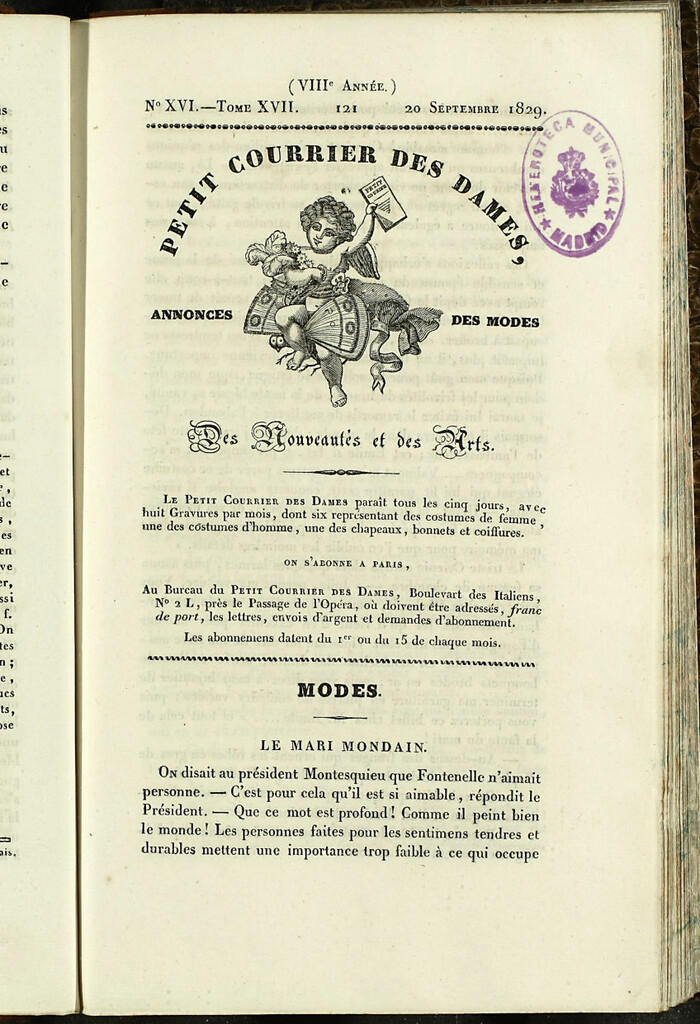 (VIIIe ANNÉE.)
No XVI.—TOME XVII. 121 20 SEPTEMBRE 1829.
PETIT COURRIER DES DAMES,
PETIT
ANNONCES DES MODES
Des Nouveautés et des Arts.
LE PETIT COURRIER DES DAMES paraît tous les cinq jours, avec
huit Gravures par mois, dont six représentant des costumes de femme,
une des costumes d'homme, une des chapeaux, bonnets et coiffures.
ON S'ABONNE A PARIS,
Au Bureau du PETIT COURRIER DES DAMES, Boulevart des Italiens,
No 2 L, près le Passage de l'Opéra, où doivent être adressés, franc
de port, les lettres, envois d'argent et demandes d'abonnement.
Les abonnemens datent du 1er ou du 15 de chaque mois.
MODES.
LE MARI MONDAIN.
ON disait au président Montesquieu que Fontenelle n'aimait
personne. — C'est pour cela qu'il est si aimable, répondit le
Président. — Que ce mot est profond! Comme il peint bien
le monde! Les personnes faites pour les sentimens tendres et
durables mettent une importance trop faible à ce qui occupe
HEMEROTECA MUNICIPAL
★ MADRID ★